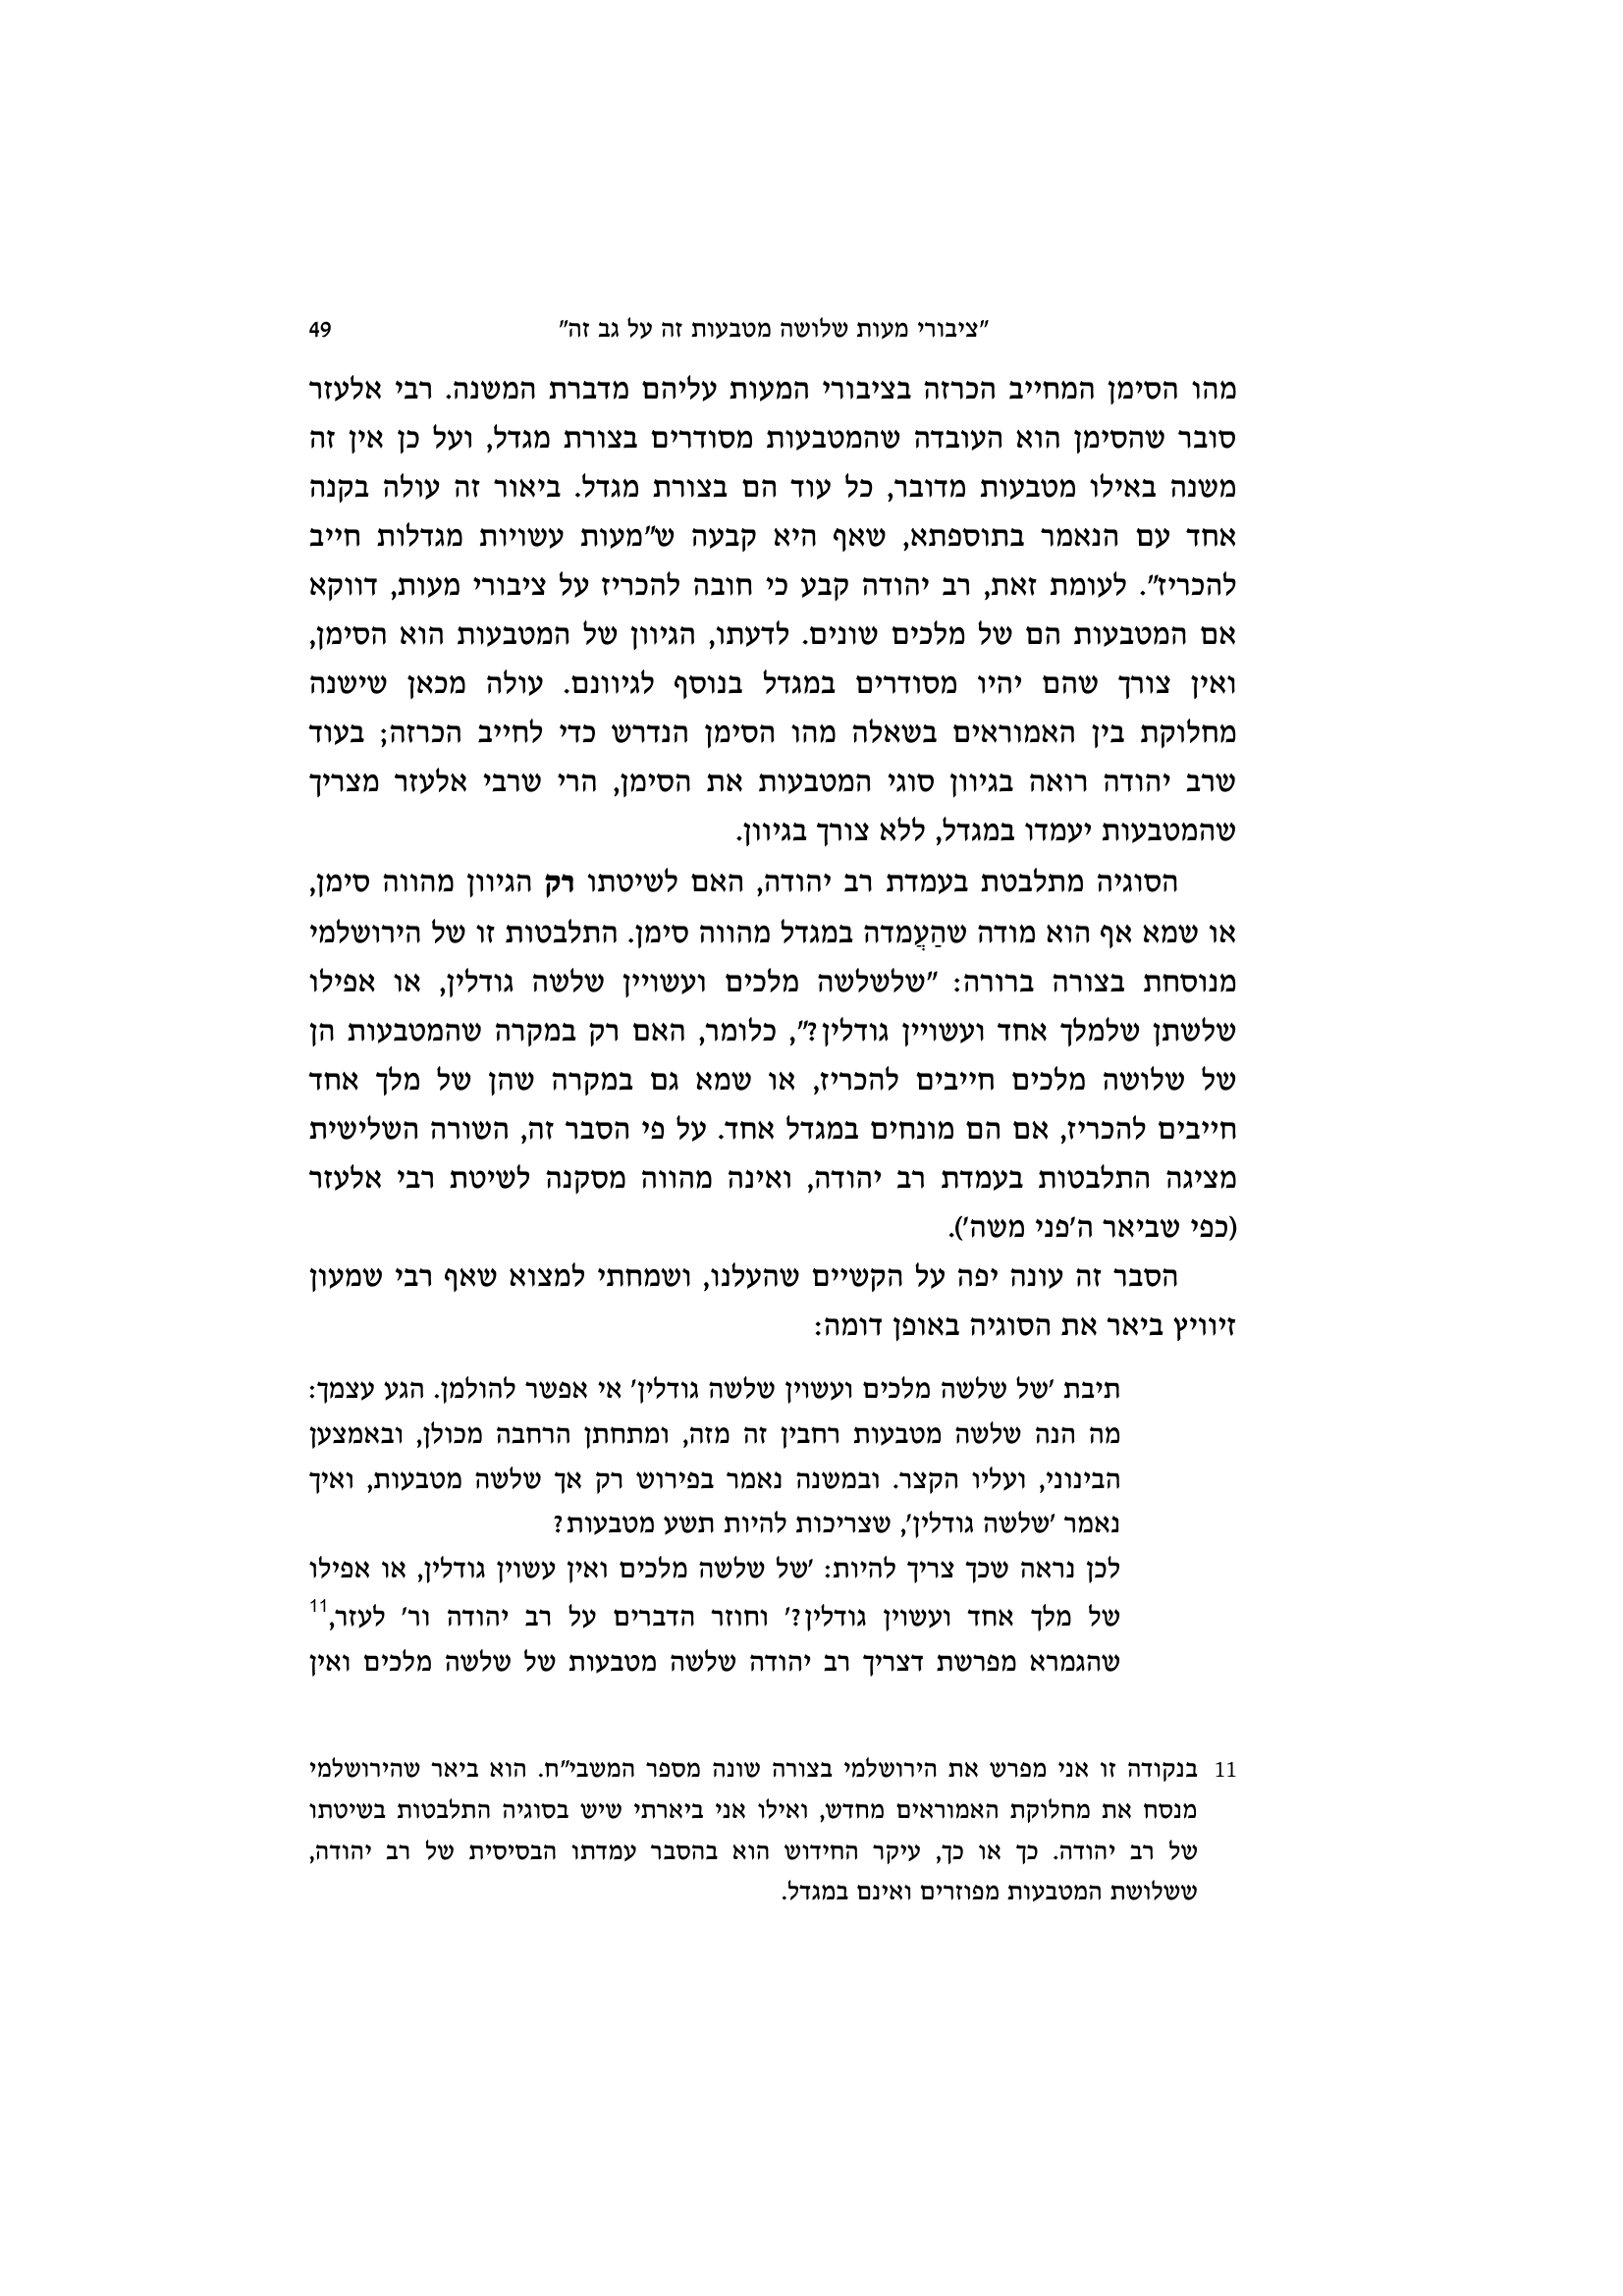 "ציבורי מעות שלושה מטבעות זה על גב זה" 49
מהו הסימן המחייב הכרזה בציבורי המעות עליהם מדברת המשנה. רבי אלעזר
סובר שהסימן הוא העובדה שהמטבעות מסודרים בצורת מגדל, ועל כן אין זה
משנה באילו מטבעות מדובר, כל עוד הם בצורת מגדל. ביאור זה עולה בקנה
אחד עם הנאמר בתוספתא, שאף היא קבעה ש"מעות עשויות מגדלות חייב
להכריז". לעומת זאת, רב יהודה קבע כי חובה להכריז על ציבורי מעות, דווקא
אם המטבעות הם של מלכים שונים. לדעתו, הגיוון של המטבעות הוא הסימן,
ואין צורך שהם יהיו מסודרים במגדל בנוסף לגיוונם. עולה מכאן שישנה
מחלוקת בין האמוראים בשאלה מהו הסימן הנדרש כדי לחייב הכרזה; בעוד
שרב יהודה רואה בגיוון סוגי המטבעות את הסימן, הרי שרבי אלעזר מצריך
שהמטבעות יעמדו במגדל, ללא צורך בגיוון.
הסוגיה מתלבטת בעמדת רב יהודה, האם לשיטתו רק הגיוון מהווה סימן,
או שמא אף הוא מודה שהַעֲמדה במגדל מהווה סימן. התלבטות זו של הירושלמי
מנוסחת בצורה ברורה: "שלשלשה מלכים ועשויין שלשה גודלין, או אפילו
שלשתן שלמלך אחד ועשויין גודלין?", כלומר, האם רק במקרה שהמטבעות הן
של שלושה מלכים חייבים להכריז, או שמא גם במקרה שהן של מלך אחד
חייבים להכריז, אם הם מונחים במגדל אחד. על פי הסבר זה, השורה השלישית
מציגה התלבטות בעמדת רב יהודה, ואינה מהווה מסקנה לשיטת רבי אלעזר
(כפי שביאר ה'פני משה').
הסבר זה עונה יפה על הקשיים שהעלנו, ושמחתי למצוא שאף רבי שמעון
זיוויץ ביאר את הסוגיה באופן דומה:
תיבת 'של שלשה מלכים ועשוין שלשה גודלין' אי אפשר להולמן. הגע עצמך:
מה הנה שלשה מטבעות רחבין זה מזה, ומתחתן הרחבה מכולן, ובאמצען
הבינוני, ועליו הקצר. ובמשנה נאמר בפירוש רק אך שלשה מטבעות, ואיך
נאמר 'שלשה גודלין', שצריכות להיות תשע מטבעות?
לכן נראה שכך צריך להיות: 'של שלשה מלכים ואין עשוין גודלין, או אפילו
של מלך אחד ועשוין גודלין?' וחוזר הדברים על רב יהודה ור' לעזר,11
שהגמרא מפרשת דצריך רב יהודה שלשה מטבעות של שלשה מלכים ואין
11 בנקודה זו אני מפרש את הירושלמי בצורה שונה מספר המשבי"ח. הוא ביאר שהירושלמי
מנסח את מחלוקת האמוראים מחדש, ואילו אני ביארתי שיש בסוגיה התלבטות בשיטתו
של רב יהודה. כך או כך, עיקר החידוש הוא בהסבר עמדתו הבסיסית של רב יהודה,
ששלושת המטבעות מפוזרים ואינם במגדל.